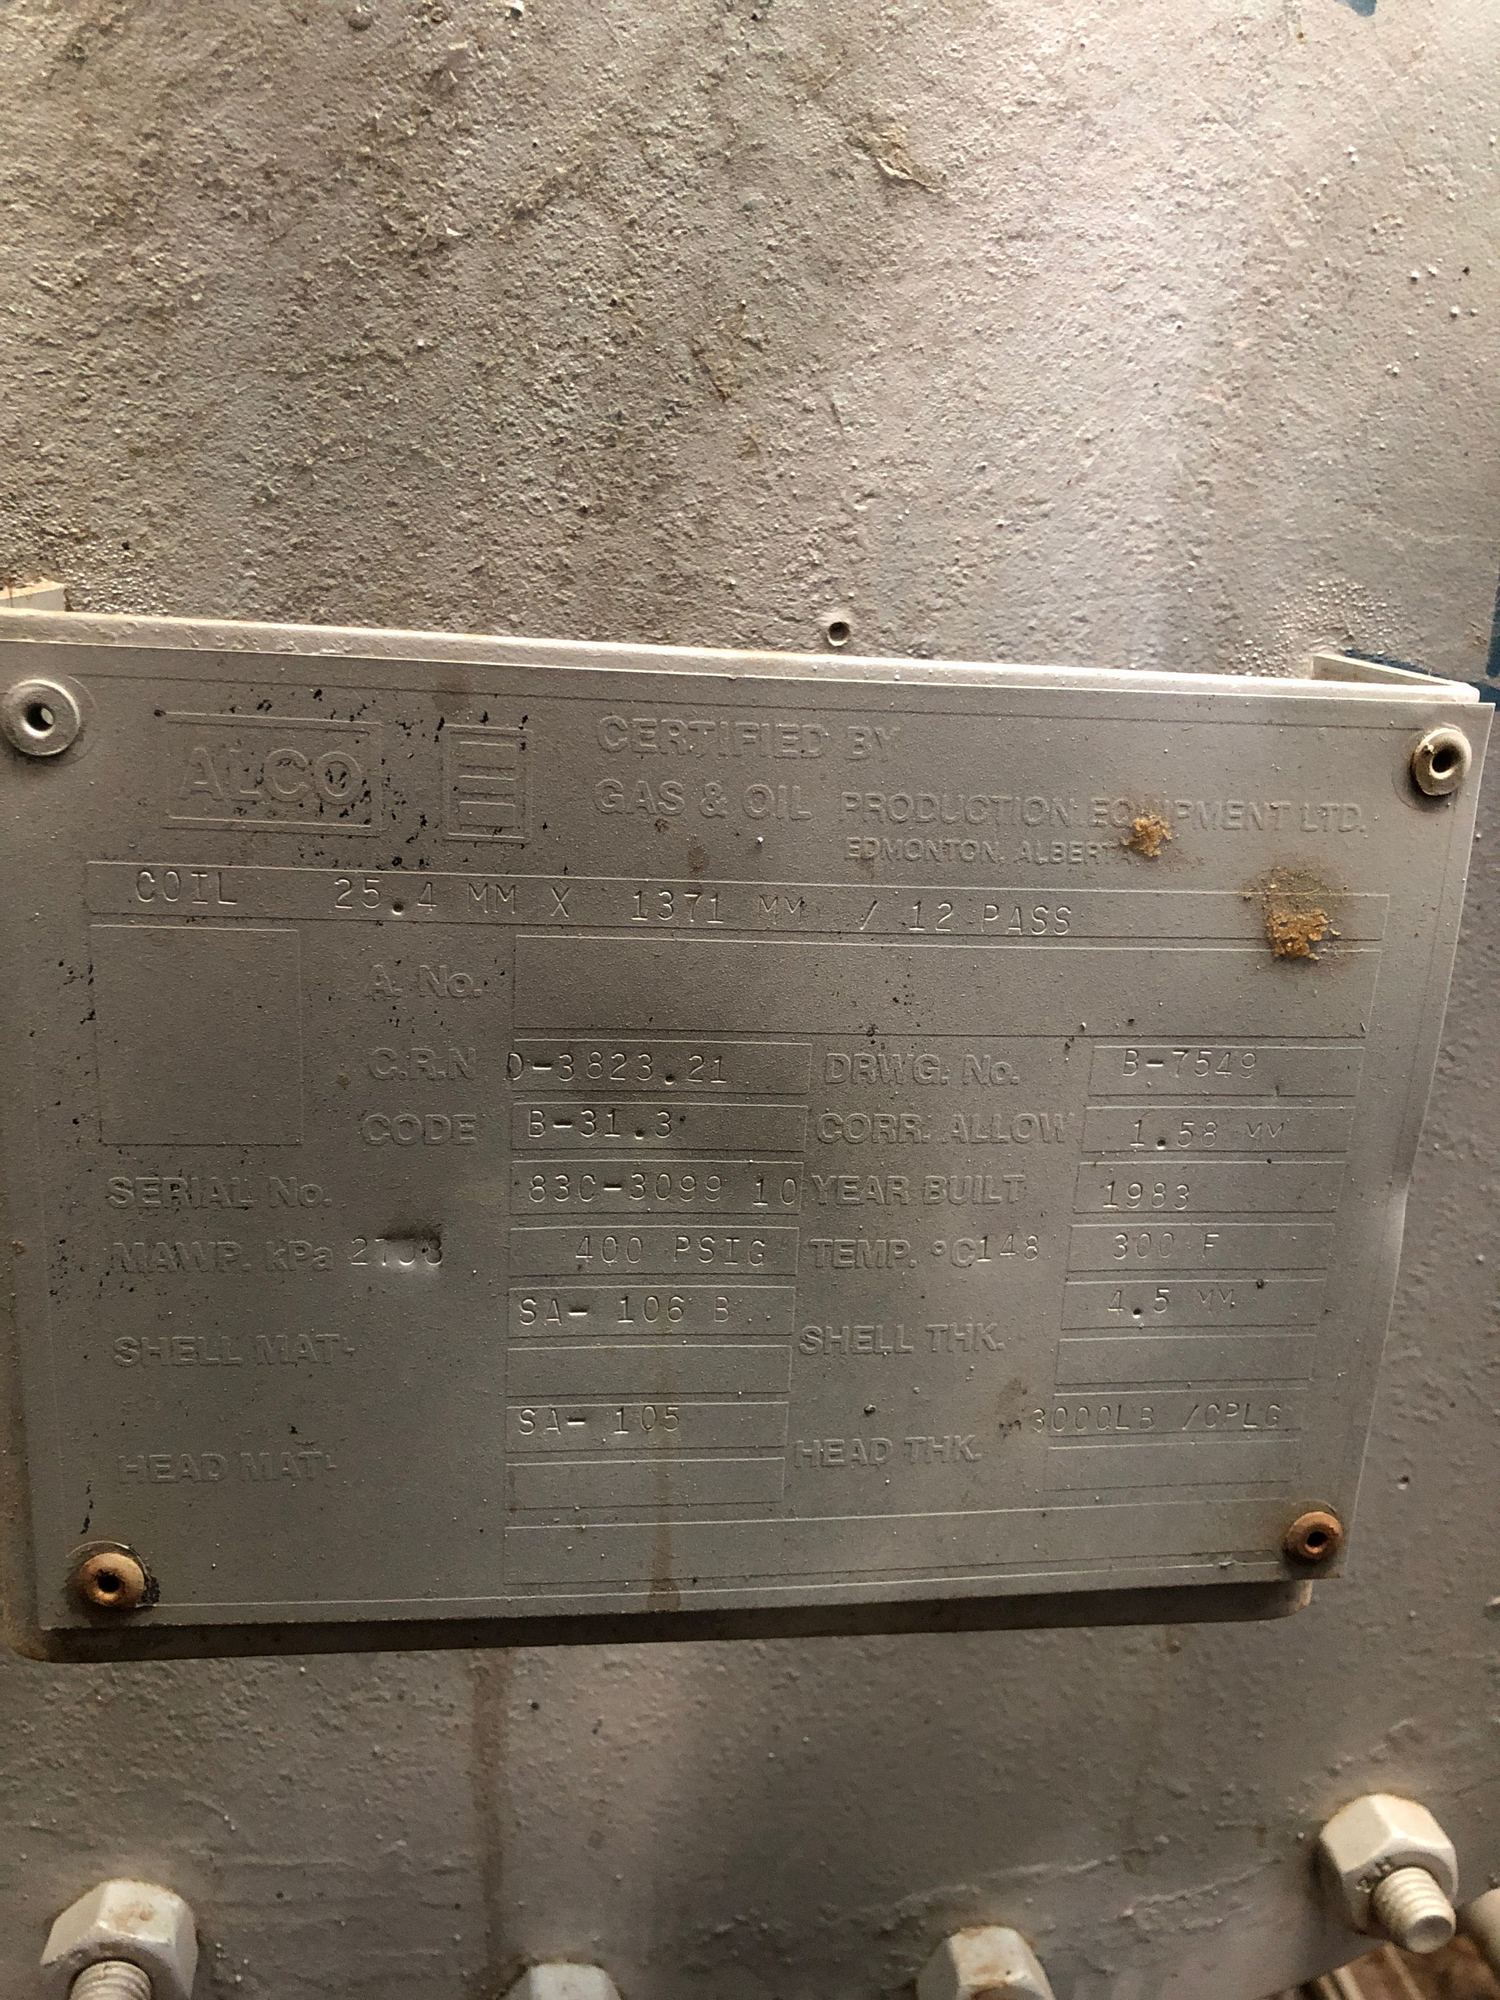 ALCO
CERTIFIED BY
GAS & OIL PRODUCTION EQUIPMENT LTD.
EDMONTON, ALBERTA
COIL 25.4 MM X 1371 MM / 12 PASS
A. No.
C.R.N D-3823.21 DRWG. No. B-7549
CODE B-31.3 CORR. ALLOW 1.58 MM
SERIAL No. 83C-3099 10 YEAR BUILT 1983
MAWP. kPa 400 PSIG TEMP. °C 148 300 F
SHELL MAT'L SA- 106 B SHELL THK. 4.5 MM
HEAD MAT'L SA- 105 HEAD THK. 3000LB /CPLG